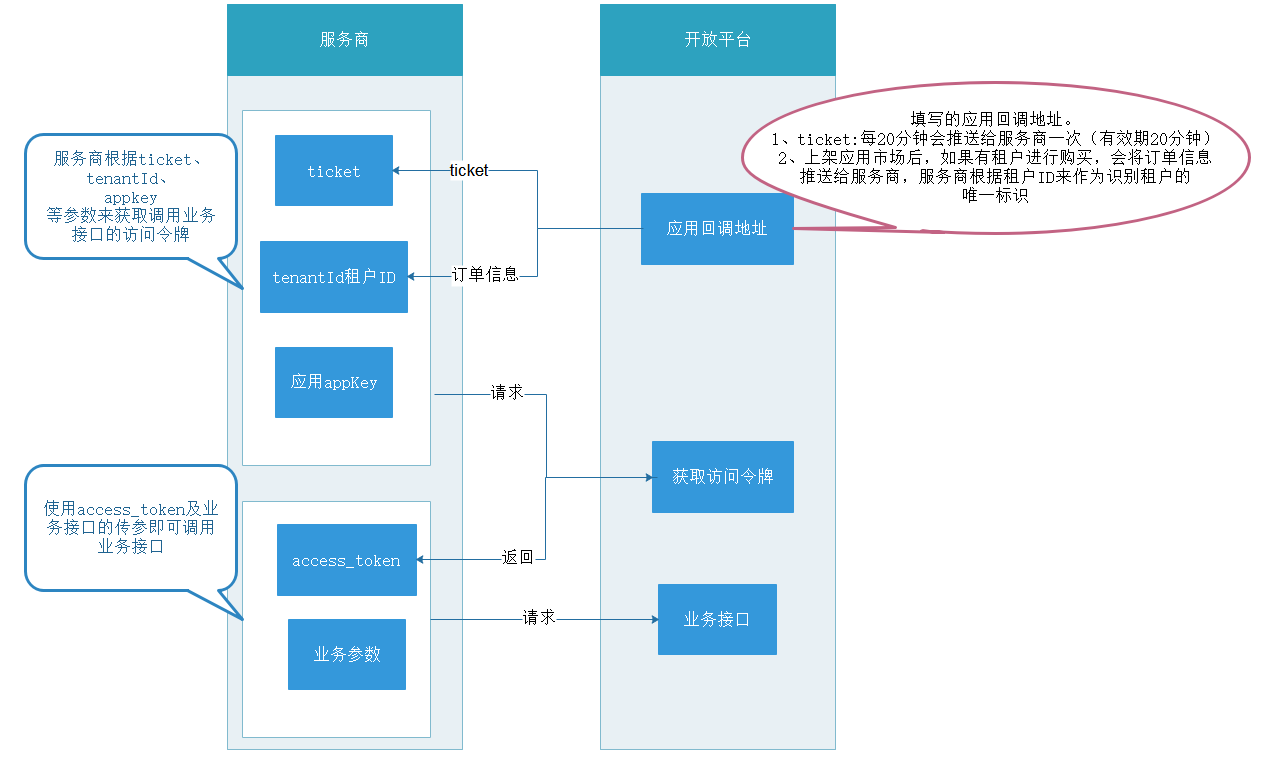 服务商
开放平台
填写的应用回调地址。
1、ticket:每20分钟会推送给服务商一次（有效期20分钟）
2、上架应用市场后，如果有租户进行购买，会将订单信息
推送给服务商，服务商根据租户ID来作为识别租户的
唯一标识
服务商根据ticket、
tenantId、
appkey
等参数来获取调用业务
接口的访问令牌
ticket
ticket
应用回调地址
tenantId租户ID
订单信息
应用appKey
请求
获取访问令牌
使用access_token及业
务接口的传参即可调用
业务接口
access_token
返回
请求
业务接口
业务参数